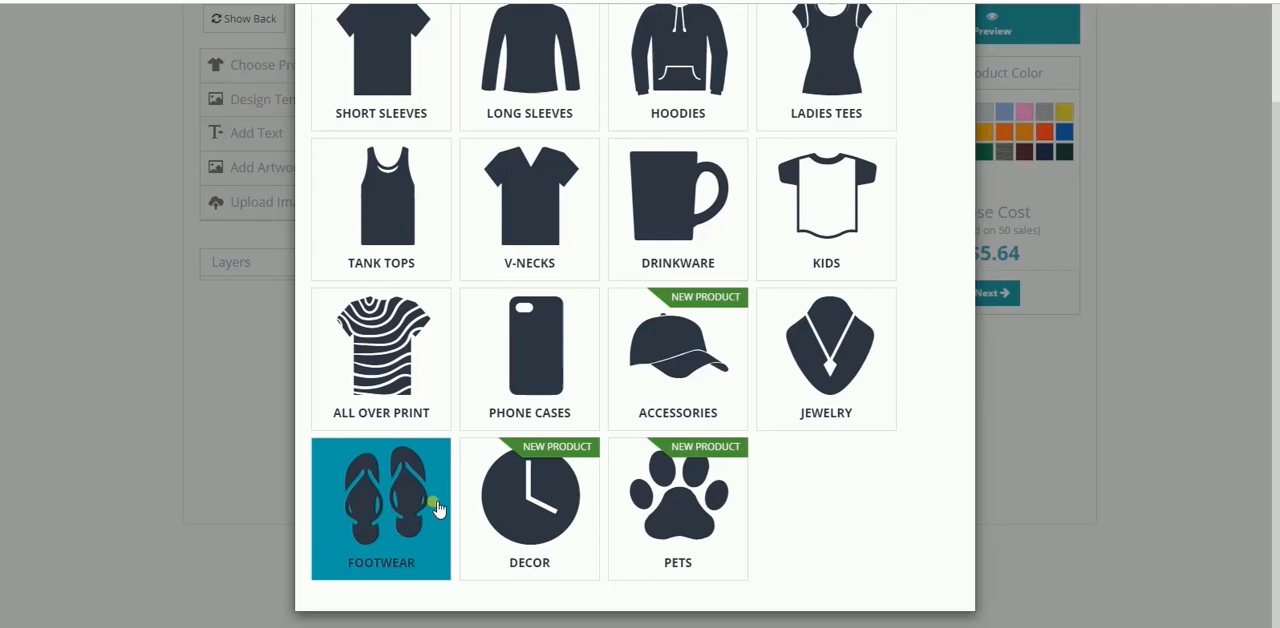 Show Back
Preview
Choose Pro
Design Tem
Add Text
Add Artwo
Upload Ima
Layers
SHORT SLEEVES
LONG SLEEVES
HOODIES
LADIES TEES
TANK TOPS
V-NECKS
DRINKWARE
KIDS
ALL OVER PRINT
PHONE CASES
NEW PRODUCT
ACCESSORIES
JEWELRY
FOOTWEAR
NEW PRODUCT
DECOR
NEW PRODUCT
PETS
oduct Color
se Cost
d on 50 sales)
$5.64
Next